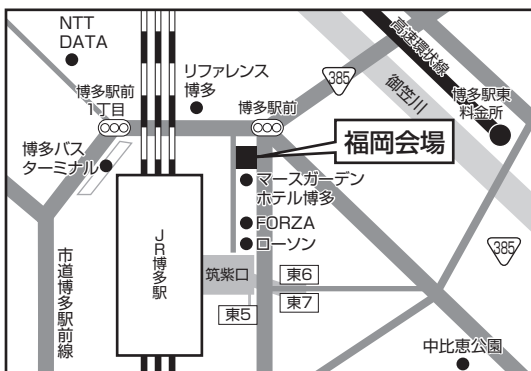 NTT
DATA
リファレンス
博多
385
高速環状線
御笠川
博多駅東
料金所
博多駅前
1丁目
博多駅前
福岡会場
博多バス
ターミナル
マースガーデン
ホテル博多
FORZA
ローソン
JR博多駅
市道博多駅前線
筑紫口
東6
東5
東7
385
中比恵公園